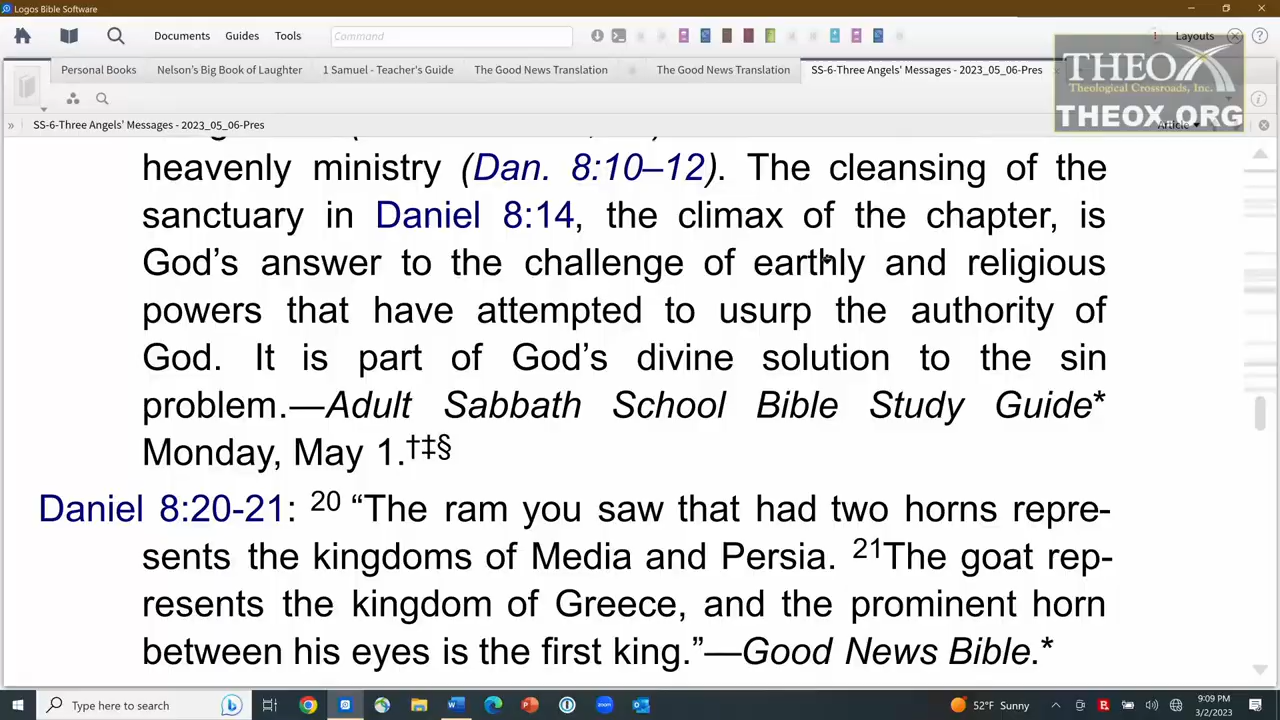 Logos Bible Software
Documents Guides Tools Command Layouts
Personal Books Nelson's Big Book of Laughter 1 Samuel - Teacher's Guide The Good News Translation The Good News Translation SS-6-Three Angels' Messages - 2023_05_06-Pres
THEOX
Theological Crossroads, Inc.
THEOX.ORG
SS-6-Three Angels' Messages - 2023_05_06-Pres Article
heavenly ministry (Dan. 8:10–12). The cleansing of the
sanctuary in Daniel 8:14, the climax of the chapter, is
God’s answer to the challenge of earthly and religious
powers that have attempted to usurp the authority of
God. It is part of God’s divine solution to the sin
problem.—Adult Sabbath School Bible Study Guide*
Monday, May 1.†‡§
Daniel 8:20-21: 20 “The ram you saw that had two horns repre-
sents the kingdoms of Media and Persia. 21The goat rep-
resents the kingdom of Greece, and the prominent horn
between his eyes is the first king.”—Good News Bible.*
Type here to search 52°F Sunny 9:09 PM
3/2/2023